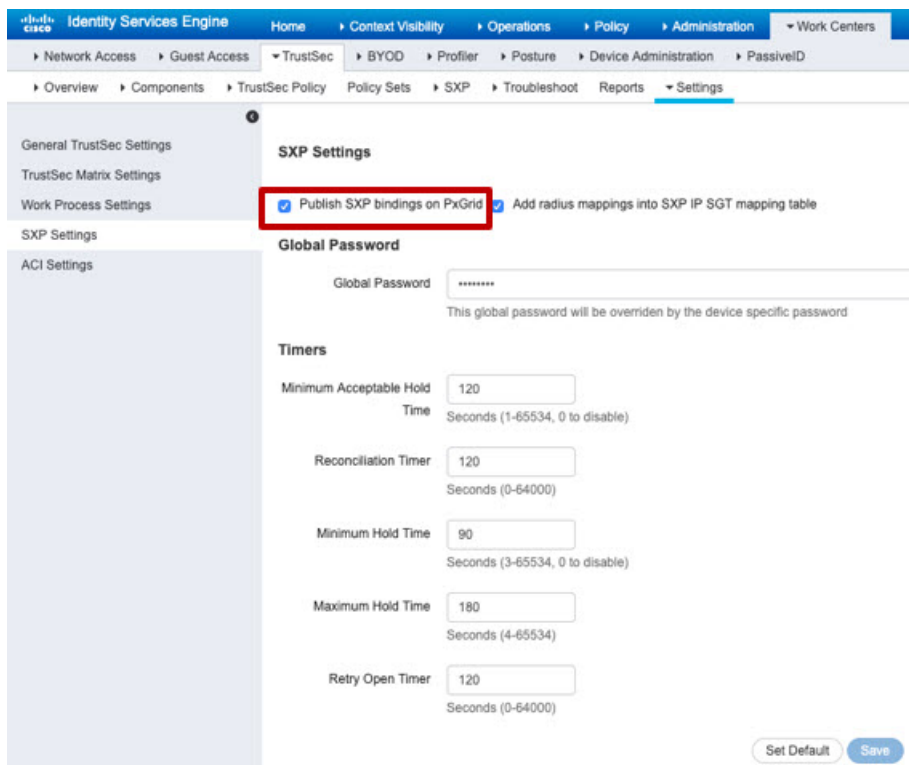 cisco Identity Services Engine Home Context Visibility Operations Policy Administration Work Centers
Network Access Guest Access TrustSec BYOD Profiler Posture Device Administration PassiveID
Overview Components TrustSec Policy Policy Sets SXP Troubleshoot Reports Settings
General TrustSec Settings
TrustSec Matrix Settings
Work Process Settings
SXP Settings
ACI Settings
SXP Settings
Publish SXP bindings on PxGrid Add radius mappings into SXP IP SGT mapping table
Global Password
Global Password ••••••••
This global password will be overriden by the device specific password
Timers
Minimum Acceptable Hold Time 120
Seconds (1-65534, 0 to disable)
Reconciliation Timer 120
Seconds (0-64000)
Minimum Hold Time 90
Seconds (3-65534, 0 to disable)
Maximum Hold Time 180
Seconds (4-65534)
Retry Open Timer 120
Seconds (0-64000)
Set Default Save